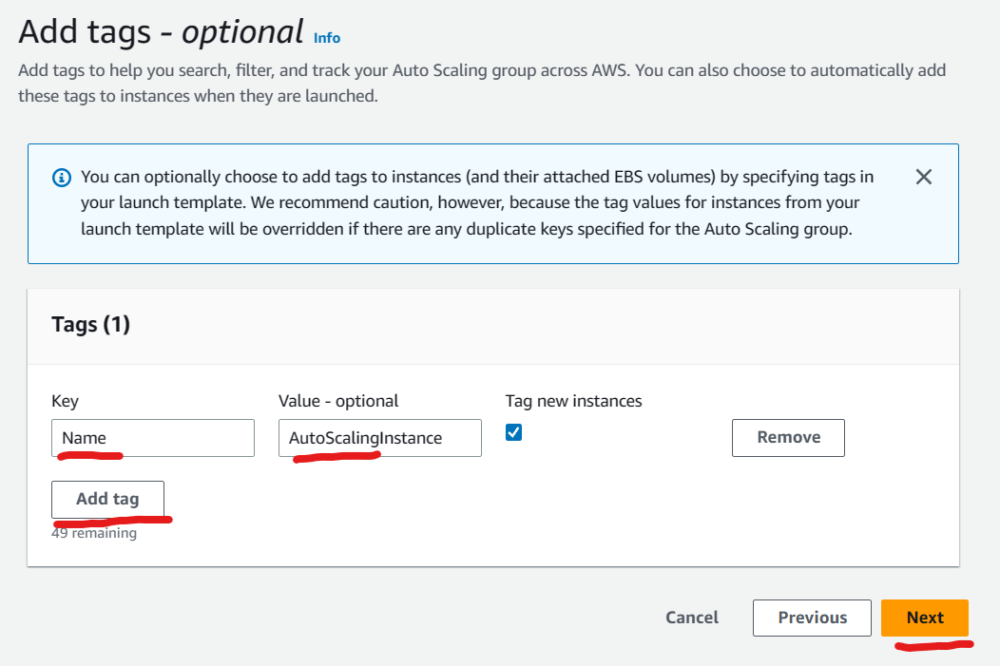 Add tags - optional Info
Add tags to help you search, filter, and track your Auto Scaling group across AWS. You can also choose to automatically add
these tags to instances when they are launched.
You can optionally choose to add tags to instances (and their attached EBS volumes) by specifying tags in
your launch template. We recommend caution, however, because the tag values for instances from your
launch template will be overridden if there are any duplicate keys specified for the Auto Scaling group.
Tags (1)
Key Value - optional Tag new instances
Name AutoScalingInstance Remove
Add tag
49 remaining
Cancel Previous Next